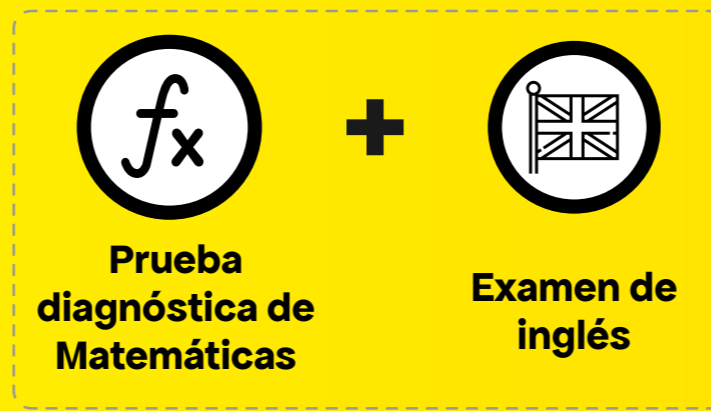 fx
+
Prueba
diagnóstica de
Matemáticas
Examen de
inglés